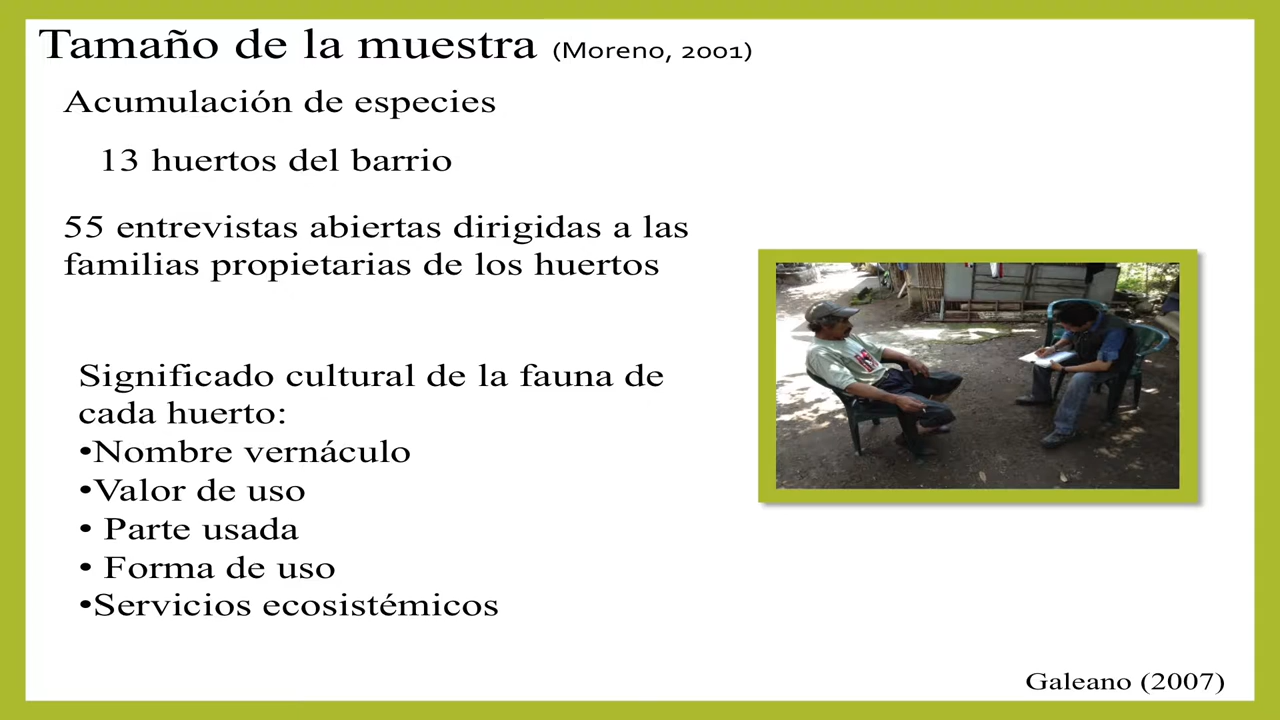 Tamaño de la muestra (Moreno, 2001)
Acumulación de especies
13 huertos del barrio
55 entrevistas abiertas dirigidas a las
familias propietarias de los huertos
Significado cultural de la fauna de
cada huerto:
•Nombre vernáculo
•Valor de uso
• Parte usada
• Forma de uso
•Servicios ecosistémicos
Galeano (2007)